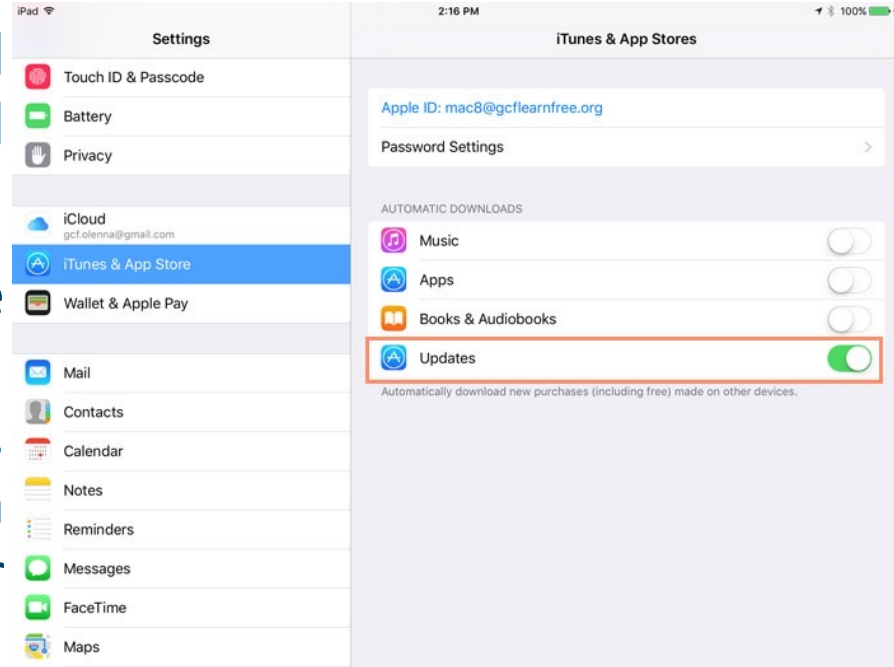 iPad
2:16 PM
100%
Settings
Touch ID & Passcode
Battery
Privacy
iCloud
gcf.olenna@gmail.com
iTunes & App Store
Wallet & Apple Pay
Mail
Contacts
Calendar
Notes
Reminders
Messages
FaceTime
Maps
iTunes & App Stores
Apple ID: mac8@gcflearnfree.org
Password Settings
AUTOMATIC DOWNLOADS
Music
Apps
Books & Audiobooks
Updates
Automatically download new purchases (including free) made on other devices.